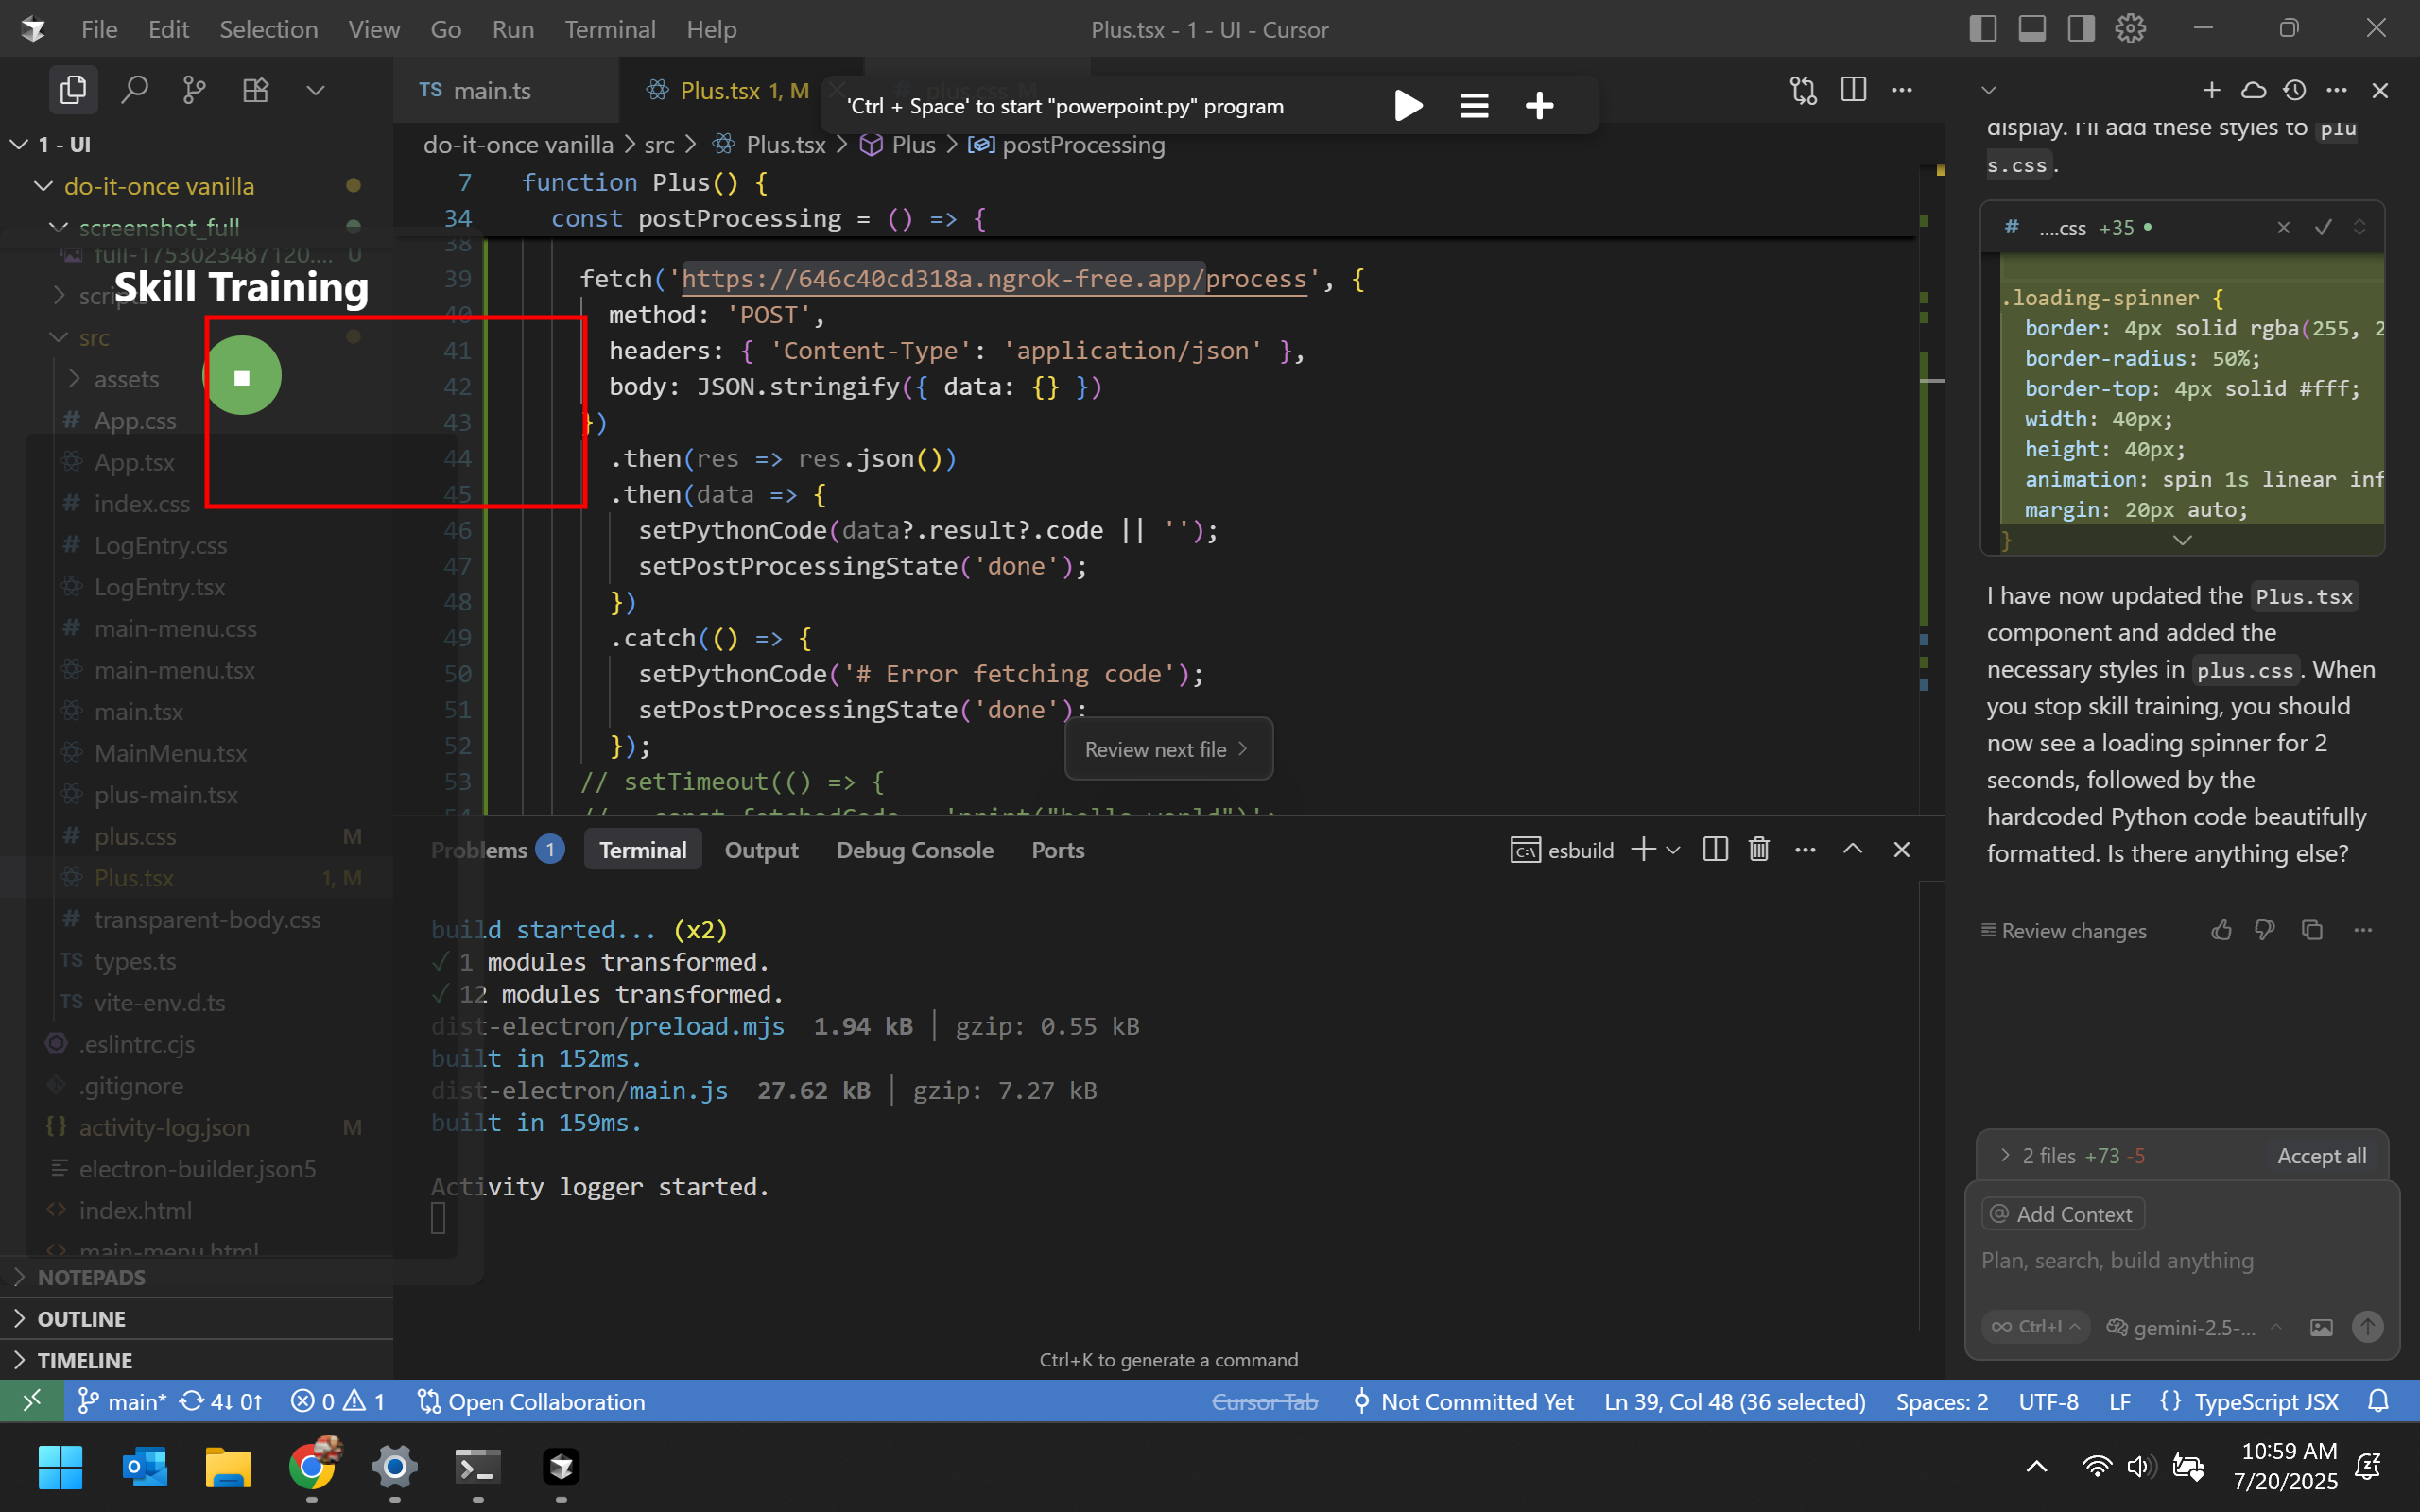 File Edit Selection View Go Run Terminal Help
Plus.tsx - 1 - UI - Cursor
TS main.ts
Plus.tsx 1, M
# plus.css M
'Ctrl + Space' to start "powerpoint.py" program
do-it-once vanilla > src > Plus.tsx > Plus > postProcessing
1 - UI
do-it-once vanilla
screenshot_full
full-1753023487120.... U
scripts
Skill Training
src
assets
# App.css
App.tsx
# index.css
# LogEntry.css
LogEntry.tsx
# main-menu.css
main-menu.tsx
main.tsx
MainMenu.tsx
plus-main.tsx
# plus.css M
Plus.tsx 1, M
# transparent-body.css
TS types.ts
TS vite-env.d.ts
.eslintrc.cjs
.gitignore
{} activity-log.json M
electron-builder.json5
<> index.html
<> main-menu.html
NOTEPADS
OUTLINE
TIMELINE
7 function Plus() {
34 const postProcessing = () => {
38
39 fetch('https://646c40cd318a.ngrok-free.app/process', {
40 method: 'POST',
41 headers: { 'Content-Type': 'application/json' },
42 body: JSON.stringify({ data: {} })
43 })
44 .then(res => res.json())
45 .then(data => {
46 setPythonCode(data?.result?.code || '');
47 setPostProcessingState('done');
48 })
49 .catch(() => {
50 setPythonCode('# Error fetching code');
51 setPostProcessingState('done');
52 });
53 // setTimeout(() => {
54 // const fetchedCode = 'print("hello world")';
Review next file >
Problems 1 Terminal Output Debug Console Ports
esbuild
build started... (x2)
✓ 1 modules transformed.
✓ 12 modules transformed.
dist-electron/preload.mjs 1.94 kB │ gzip: 0.55 kB
built in 152ms.
dist-electron/main.js 27.62 kB │ gzip: 7.27 kB
built in 159ms.
Activity logger started.
Ctrl+K to generate a command
display. I'll add these styles to plu
s.css.
# ....css +35 •
.loading-spinner {
border: 4px solid rgba(255, 2
border-radius: 50%;
border-top: 4px solid #fff;
width: 40px;
height: 40px;
animation: spin 1s linear inf
margin: 20px auto;
}
I have now updated the Plus.tsx
component and added the
necessary styles in plus.css. When
you stop skill training, you should
now see a loading spinner for 2
seconds, followed by the
hardcoded Python code beautifully
formatted. Is there anything else?
Review changes
> 2 files +73 -5 Accept all
@ Add Context
Plan, search, build anything
∞ Ctrl+I
gemini-2.5-...
main* 4↓ 0↑ 0 1 Open Collaboration
Cursor Tab Not Committed Yet Ln 39, Col 48 (36 selected) Spaces: 2 UTF-8 LF {} TypeScript JSX
10:59 AM
7/20/2025